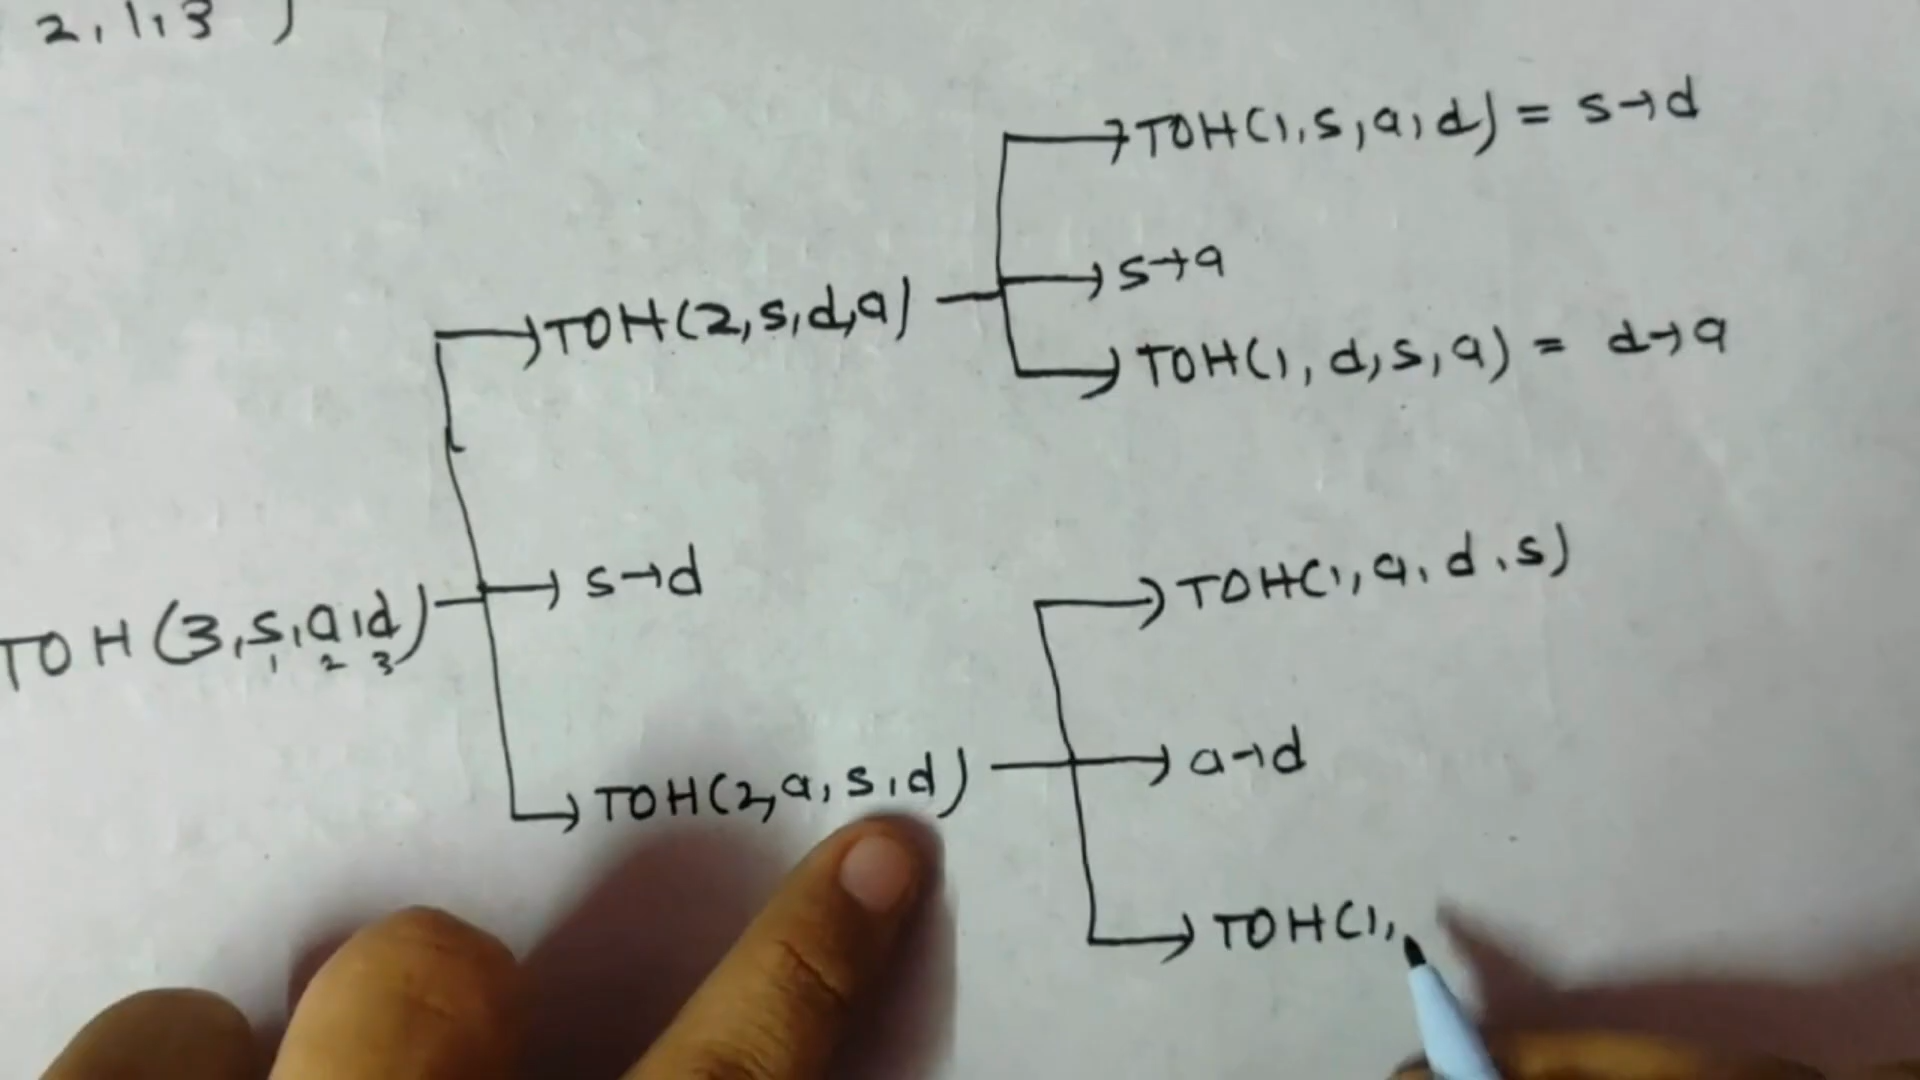 2,1,3 )
TOH(1,s,a,d) = s→d
s→a
TOH(2,s,d,a)
TOH(1,d,s,a) = d→a
TOH(1,a,d,s)
s→d
TOH(3,s,a,d)
1 2 3
a→d
TOH(2,a,s,d)
TOH(1,